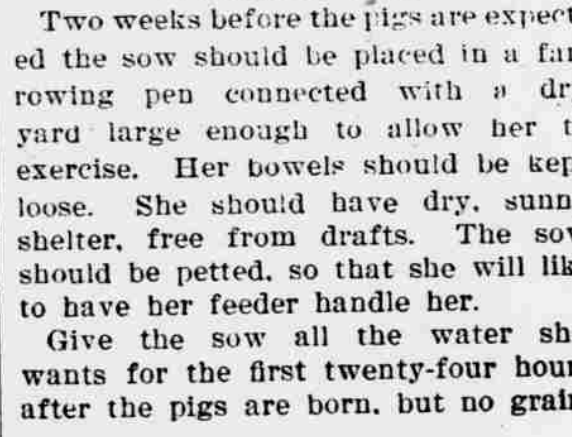 Two weeks before the pigs are expect
ed the sow should be placed in a far
rowing pen connected with a dr
yard large enough to allow her t
exercise. Her bowels should be kep
loose. She should have dry, sunn
shelter, free from drafts. The sow
should be petted, so that she will lik
to have her feeder handle her.
Give the sow all the water sh
wants for the first twenty-four hour
after the pigs are born, but no grain